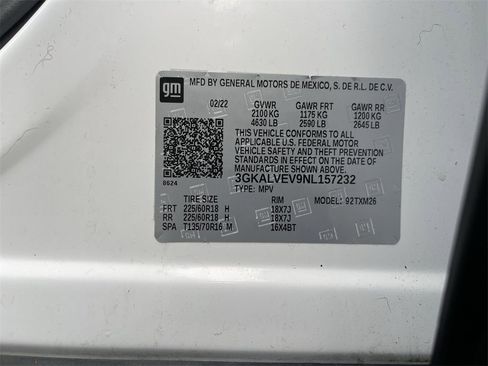 gm MFD BY GENERAL MOTORS DE MEXICO, S. DE R.L. DE C.V.
02/22 GVWR GAWR FRT GAWR RR
2100 KG 1175 KG 1200 KG
4630 LB 2590 LB 2645 LB
THIS VEHICLE CONFORMS TO ALL
APPLICABLE U.S. FEDERAL MOTOR
VEHICLE SAFETY AND THEFT PREVENTION
STANDARDS IN EFFECT ON THE DATE OF
MANUFACTURE SHOWN ABOVE.
3GKALVEV9NL157232
8624 TYPE: MPV
TIRE SIZE RIM MODEL: 92TXM26
FRT 225/60R18 H 18X7J
RR 225/60R18 H 18X7J
SPA T135/70R16 M 16X4BT